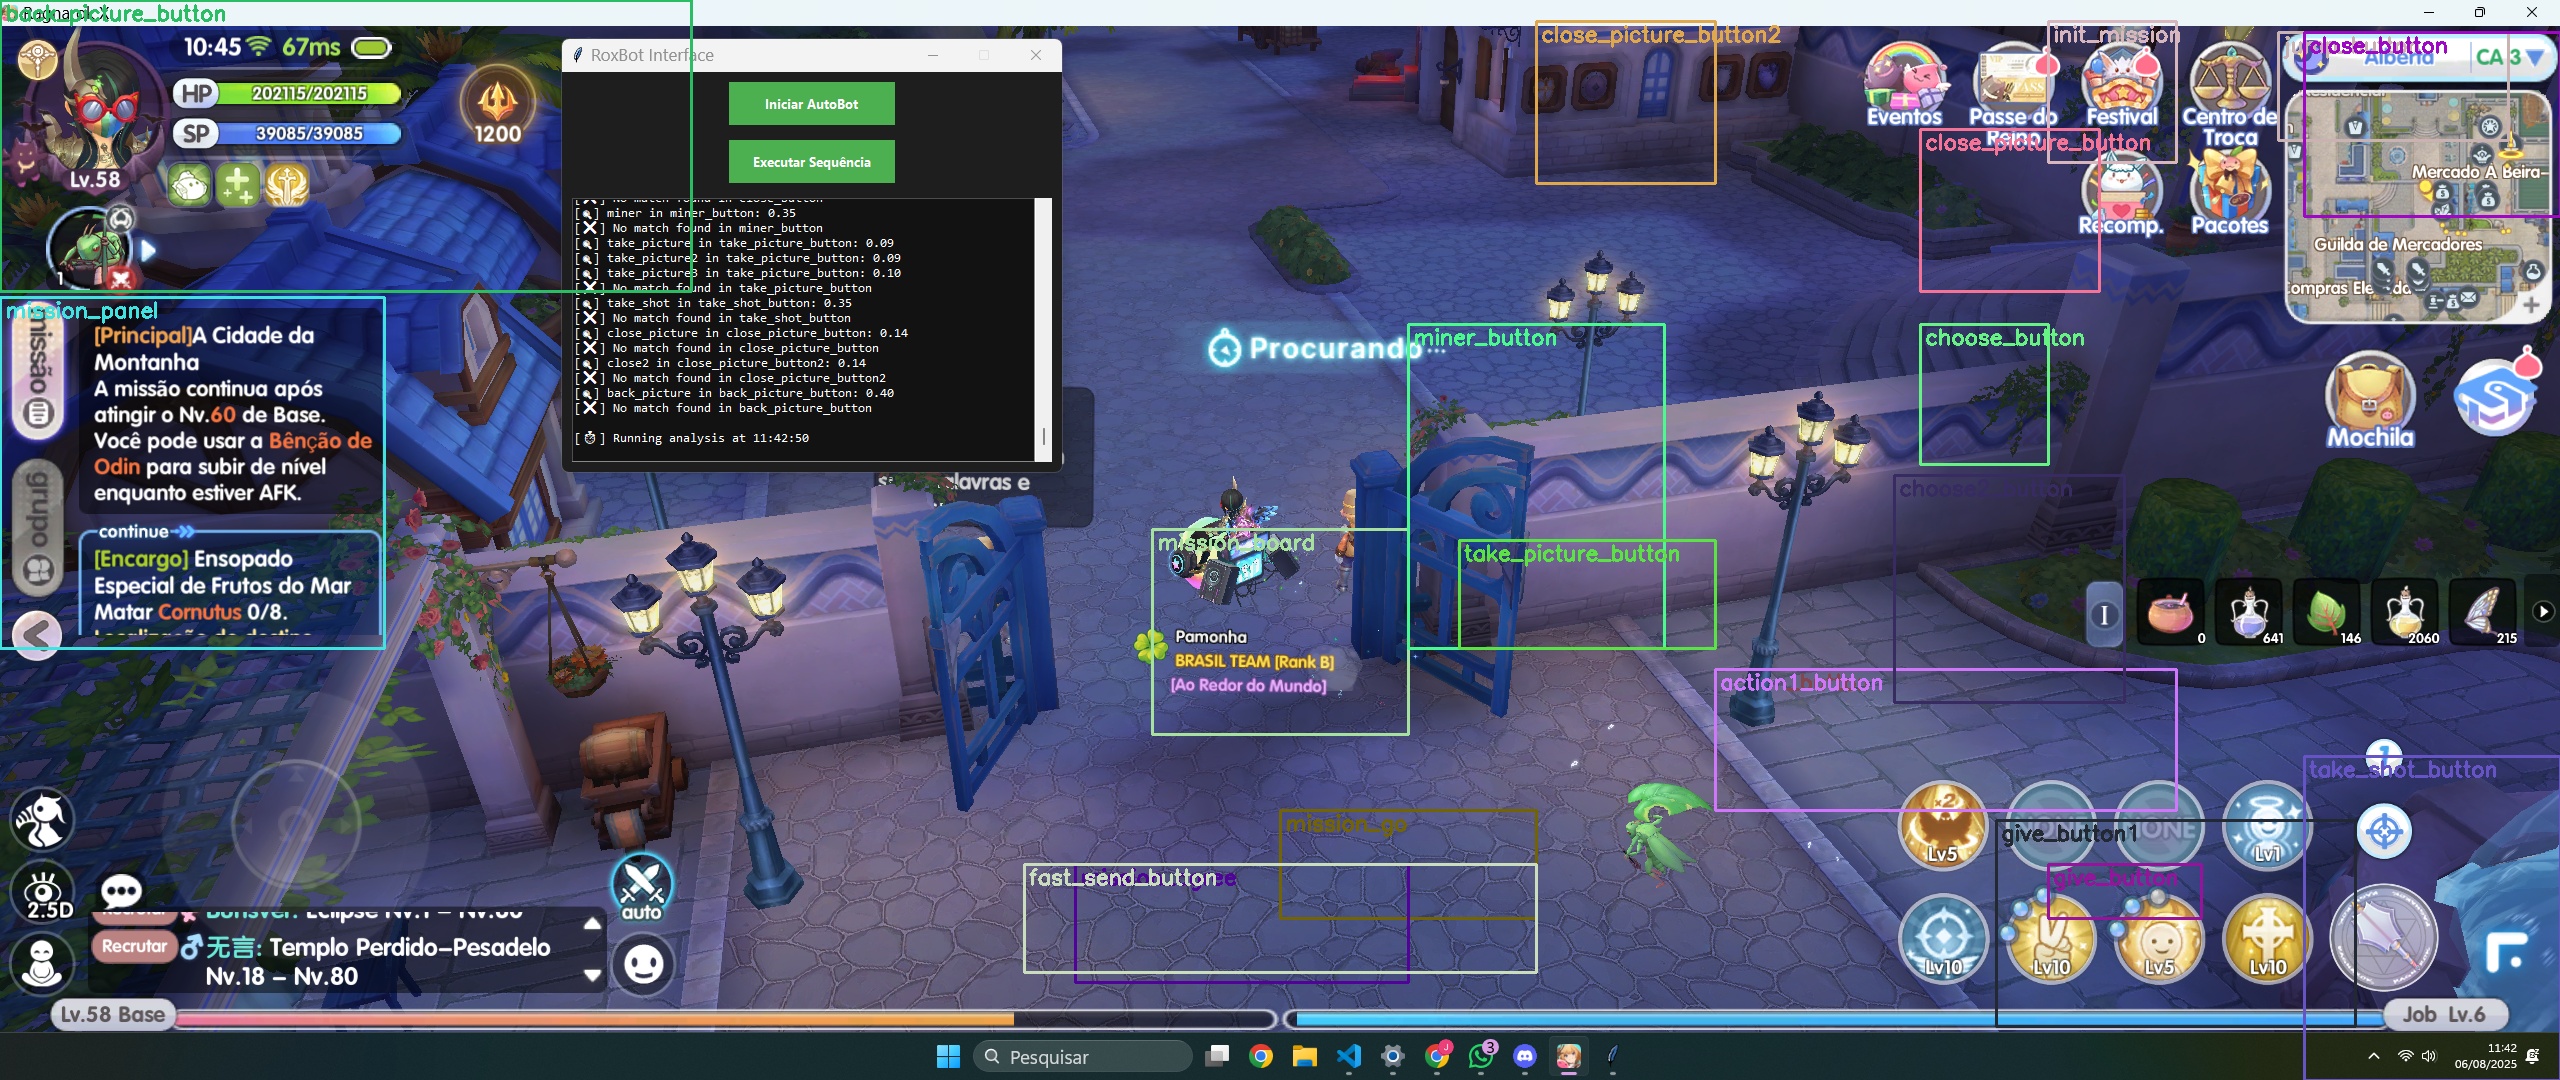 Ragnarok X
back_picture_button
10:45
67ms
HP
202115/202115
SP
39085/39085
1200
Lv.58
1
RoxBot Interface
Iniciar AutoBot
Executar Sequência
[🔍] miner in miner_button: 0.35
[❌] No match found in miner_button
[🔍] take_picture in take_picture_button: 0.09
[🔍] take_picture2 in take_picture_button: 0.09
[🔍] take_picture3 in take_picture_button: 0.10
[❌] No match found in take_picture_button
[🔍] take_shot in take_shot_button: 0.35
[❌] No match found in take_shot_button
[🔍] close_picture in close_picture_button: 0.14
[❌] No match found in close_picture_button
[🔍] close2 in close_picture_button2: 0.14
[❌] No match found in close_picture_button2
[🔍] back_picture in back_picture_button: 0.40
[❌] No match found in back_picture_button
[⏱] Running analysis at 11:42:50
close_picture_button2
init_mission
close_button
Alberta
CA 3
Eventos
Passe do Reino
Festival
Centro de Troca
close_picture_button
Recomp.
Pacotes
Mercado A Beira-
Guilda de Mercadores
mission_panel
missão
grupo
[Principal]A Cidade da
Montanha
A missão continua após
atingir o Nv.60 de Base.
Você pode usar a Bênção de
Odin para subir de nível
enquanto estiver AFK.
continue
[Encargo] Ensopado
Especial de Frutos do Mar
Matar Cornutus 0/8.
Procurando...
miner_button
choose_button
Mochila
choose2_button
mission_board
take_picture_button
I
0
641
146
2060
215
Pamonha
BRASIL TEAM [Rank B]
[Ao Redor do Mundo]
action1_button
take_shot_button
mission_go
give_button1
fast_send_button
give_button
x2
Lv5
Lv1
Lv10
Lv10
Lv5
Lv10
2.5D
auto
Recrutar
无言: Templo Perdido-Pesadelo
Nv.18 - Nv.80
Lv.58 Base
Job Lv.6
Pesquisar
3
11:42
06/08/2025